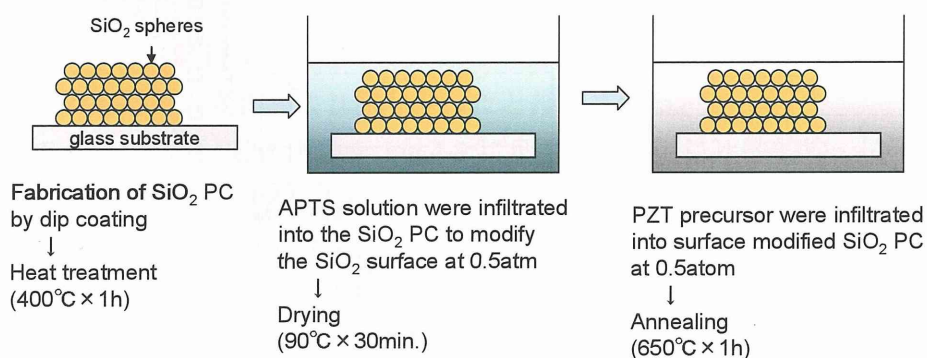 SiO2 spheres
glass substrate
Fabrication of SiO2 PC
by dip coating
↓
Heat treatment
(400°C × 1h)
APTS solution were infiltrated
into the SiO2 PC to modify
the SiO2 surface at 0.5atm
↓
Drying
(90°C × 30min.)
PZT precursor were infiltrated
into surface modified SiO2 PC
at 0.5atom
↓
Annealing
(650°C × 1h)